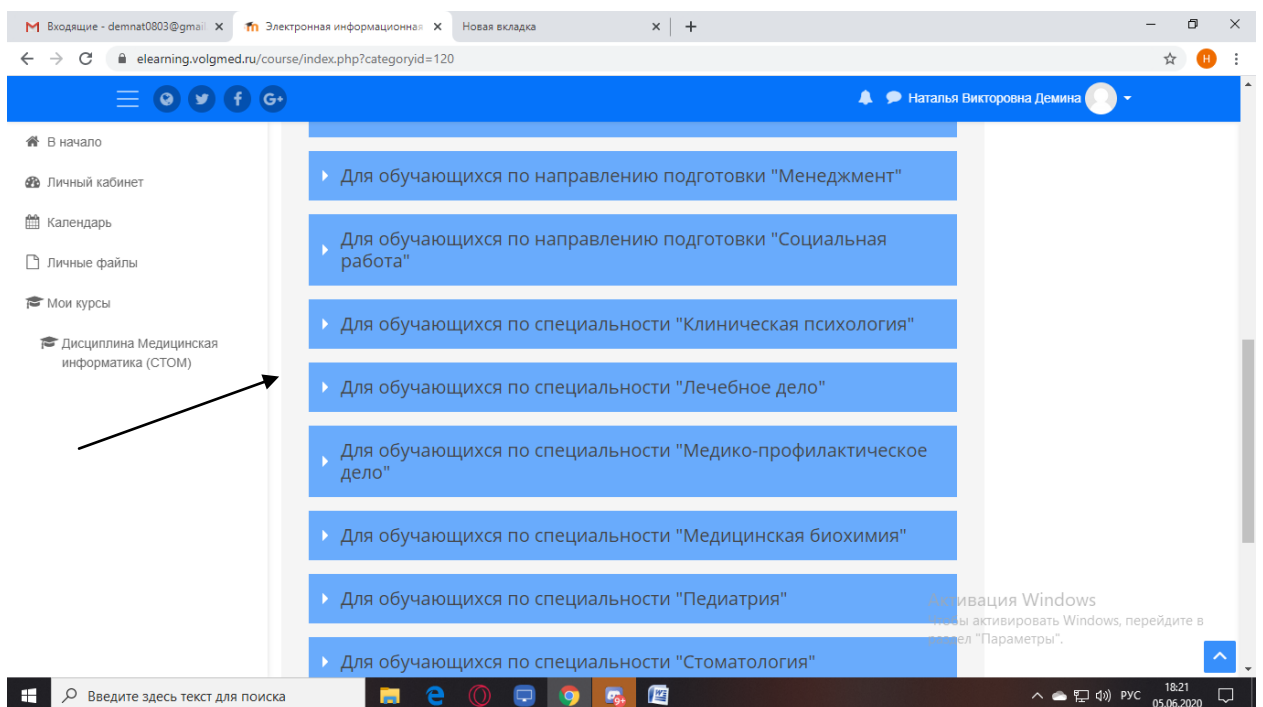 Входящие - demnat0803@gmail
Электронная информационная
Новая вкладка
elearning.volgmed.ru/course/index.php?categoryid=120
Н
G+
Наталья Викторовна Демина
В начало
Личный кабинет
Календарь
Личные файлы
Мои курсы
Дисциплина Медицинская
информатика (СТОМ)
Для обучающихся по направлению подготовки "Менеджмент"
Для обучающихся по направлению подготовки "Социальная
работа"
Для обучающихся по специальности "Клиническая психология"
Для обучающихся по специальности "Лечебное дело"
Для обучающихся по специальности "Медико-профилактическое
дело"
Для обучающихся по специальности "Медицинская биохимия"
Для обучающихся по специальности "Педиатрия"
Для обучающихся по специальности "Стоматология"
Активация Windows
Чтобы активировать Windows, перейдите в
раздел "Параметры".
Введите здесь текст для поиска
9+
РУС
18:21
05.06.2020